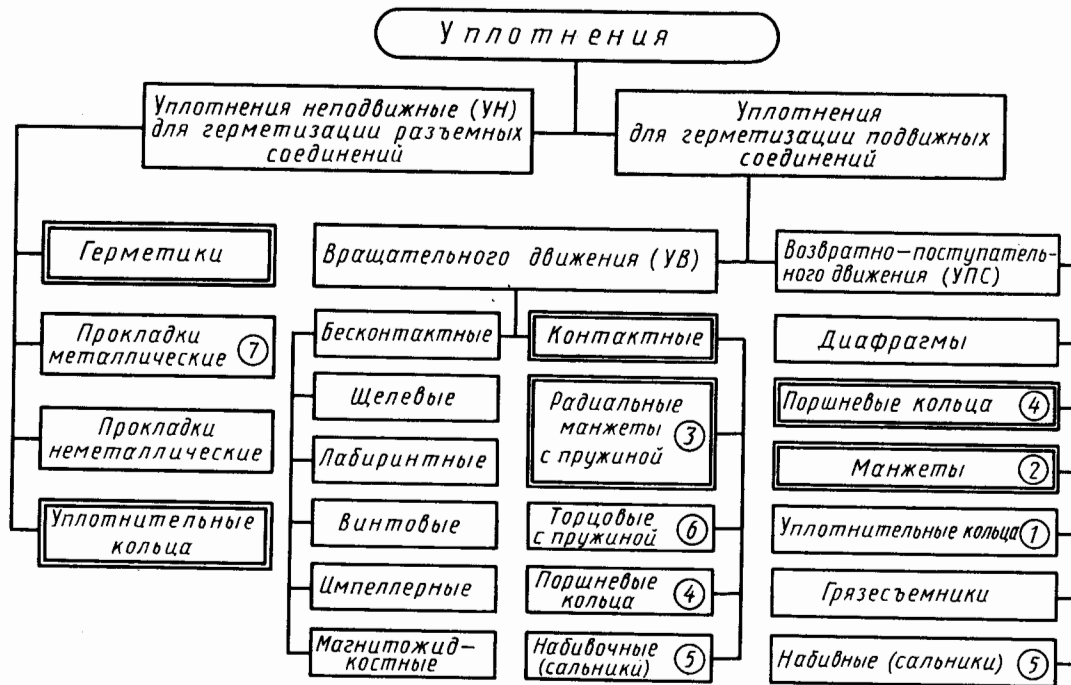 Уплотнения
Уплотнения неподвижные (УН)
для герметизации разъемных
соединений
Уплотнения
для герметизации подвижных
соединений
Герметики
Прокладки
металлические 7
Прокладки
неметаллические
Уплотнительные
кольца
Вращательного движения (УВ)
Бесконтактные
Щелевые
Лабиринтные
Винтовые
Импеллерные
Магнитожид-
костные
Контактные
Радиальные
манжеты
с пружиной 3
Торцовые
с пружиной 6
Поршневые
кольца 4
Набивочные
(сальники) 5
Возвратно-поступатель-
ного движения (УПС)
Диафрагмы
Поршневые кольца 4
Манжеты 2
Уплотнительные кольца 1
Грязесъемники
Набивные (сальники) 5